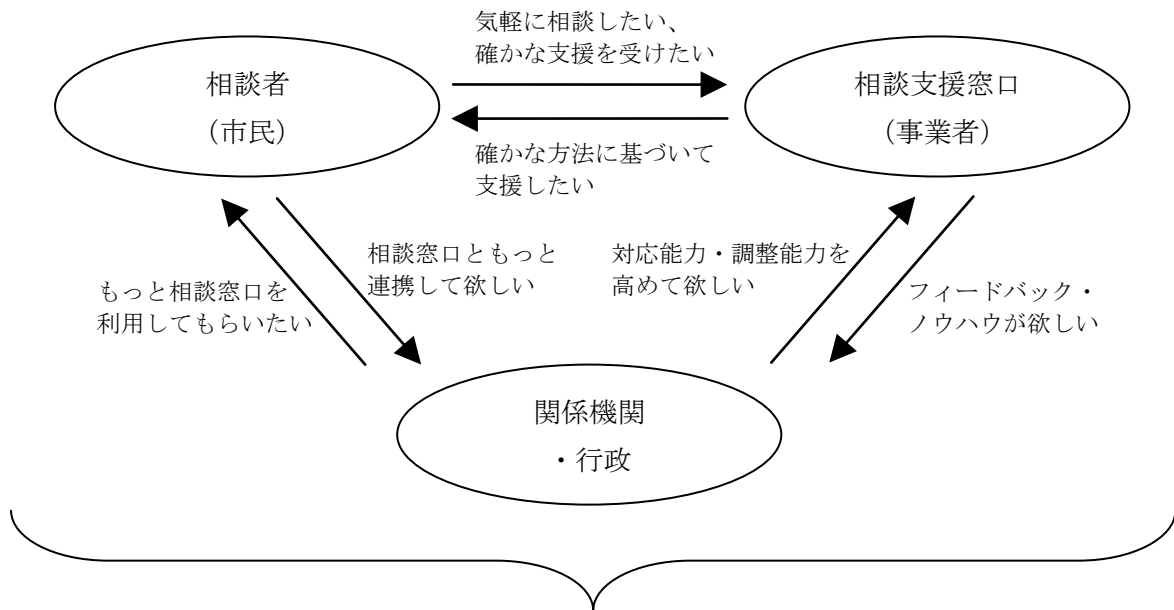 気軽に相談したい、
確かな支援を受けたい
相談者
（市民）
相談支援窓口
（事業者）
確かな方法に基づいて
支援したい
相談窓口ともっと
連携して欲しい
対応能力・調整能力を
高めて欲しい
もっと相談窓口を
利用してもらいたい
フィードバック・
ノウハウが欲しい
関係機関
・行政